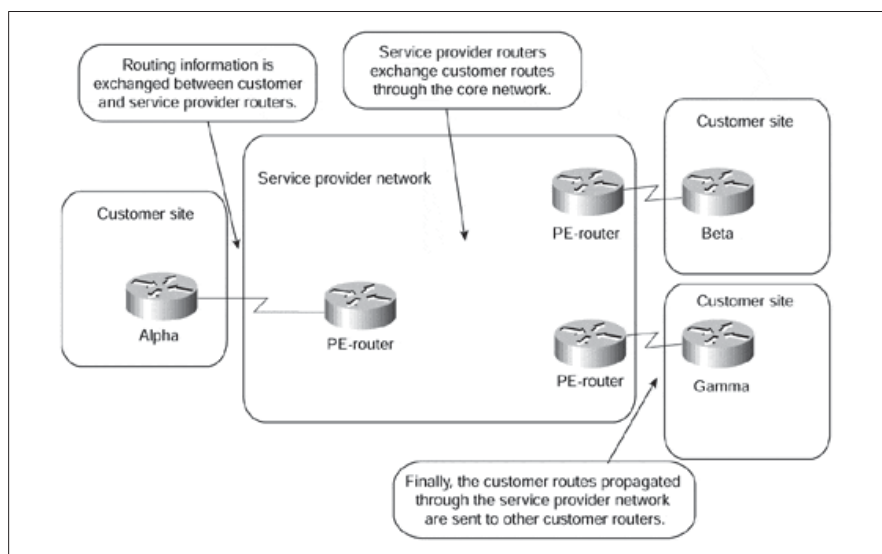 Routing information is
exchanged between customer
and service provider routers.
Service provider routers
exchange customer routes
through the core network.
Customer site
Service provider network
Customer site
PE-router
Beta
Alpha
PE-router
Customer site
PE-router
Gamma
Finally, the customer routes propagated
through the service provider network
are sent to other customer routers.